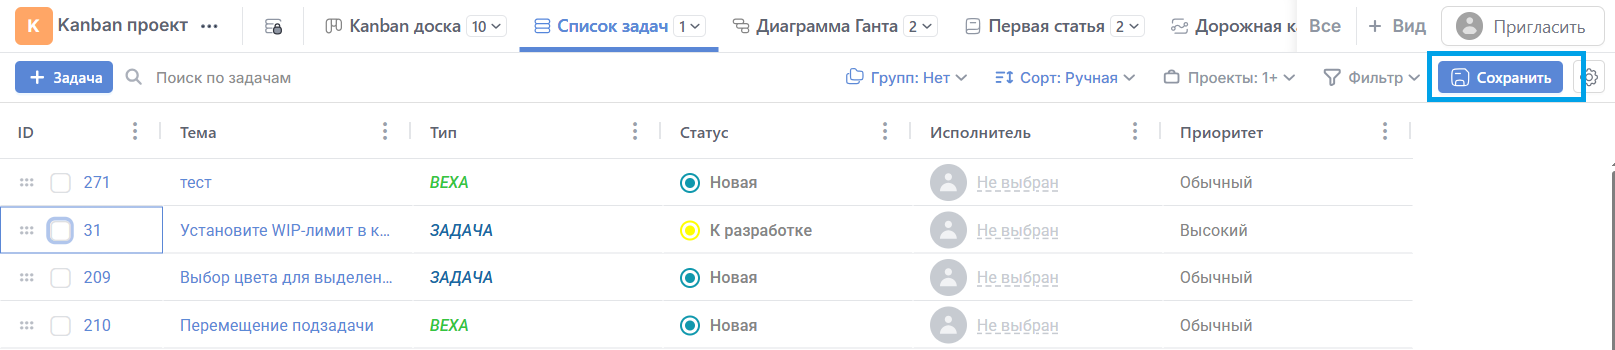 K Kanban проект ••• Kanban доска 10 Список задач 1 Диаграмма Ганта 2 Первая статья 2 Дорожная ка Все + Вид Пригласить
+ Задача Поиск по задачам Групп: Нет Сорт: Ручная Проекты: 1+ Фильтр Сохранить
ID Тема Тип Статус Исполнитель Приоритет
271 тест ВЕХА Новая Не выбран Обычный
31 Установите WIP-лимит в к... ЗАДАЧА К разработке Не выбран Высокий
209 Выбор цвета для выделен... ЗАДАЧА Новая Не выбран Обычный
210 Перемещение подзадачи ВЕХА Новая Не выбран Обычный